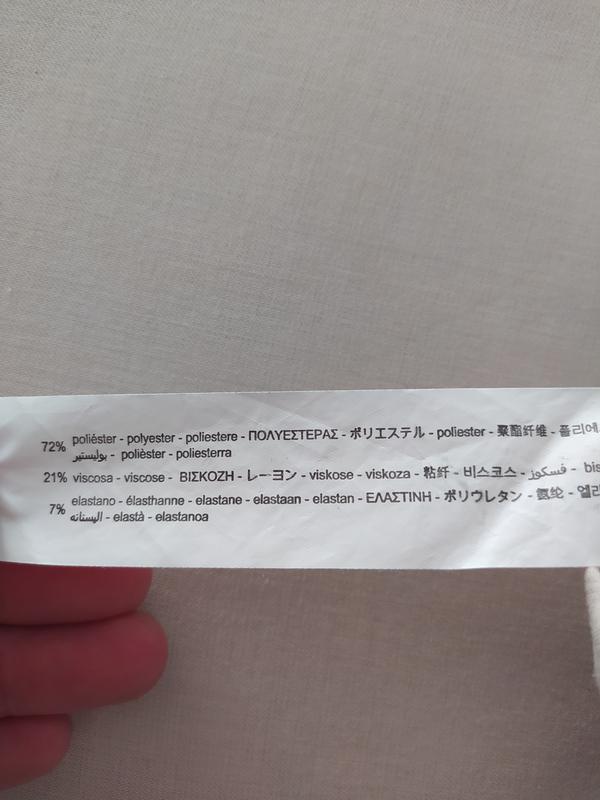 72% poliéster - polyester - poliestere - ΠΟΛΥΕΣΤΕΡΑΣ - ポリエステル - poliester - 聚酯纤维 - 폴리에
بوليستير - polièster - poliesterra
21% viscosa - viscose - ΒΙΣΚΟΖΗ - レーヨン - viskose - viskoza - 粘纤 - 비스코스 - فسكوز - bis
7% elastano - élasthanne - elastane - elastaan - elastan - ΕΛΑΣΤΙΝΗ - ポリウレタン - 氨纶 - 엘라
اليستانه - elastà - elastanoa